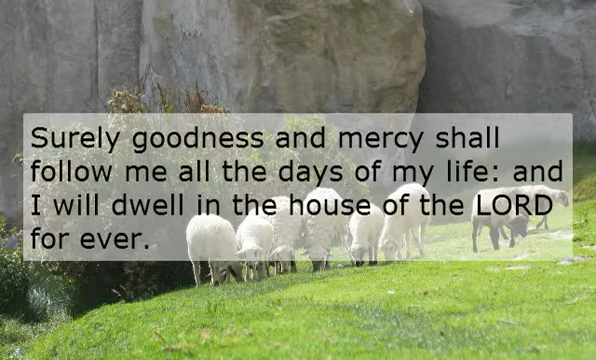 Surely goodness and mercy shall
follow me all the days of my life: and
I will dwell in the house of the LORD
for ever.